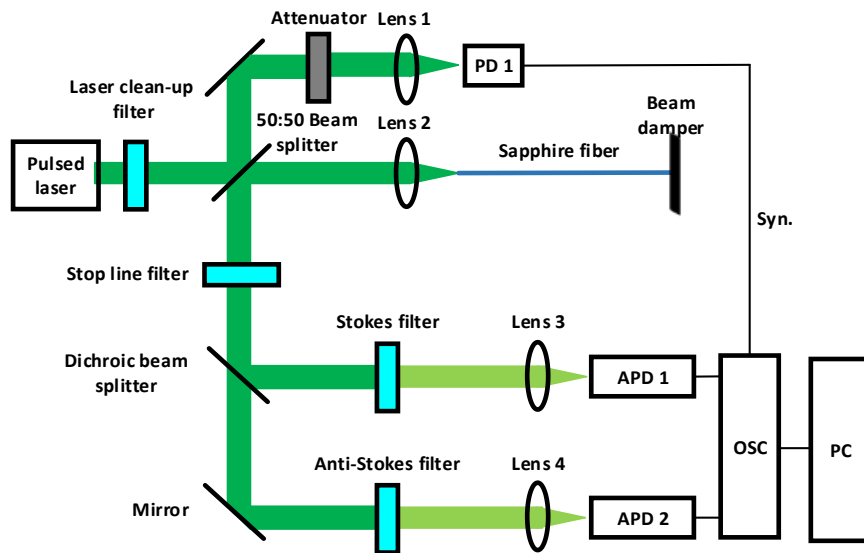 Attenuator
Lens 1
PD 1
Laser clean-up
filter
50:50 Beam
splitter
Lens 2
Beam
damper
Sapphire fiber
Pulsed
laser
Syn.
Stop line filter
Stokes filter
Lens 3
Dichroic beam
splitter
APD 1
OSC
PC
Anti-Stokes filter
Lens 4
Mirror
APD 2